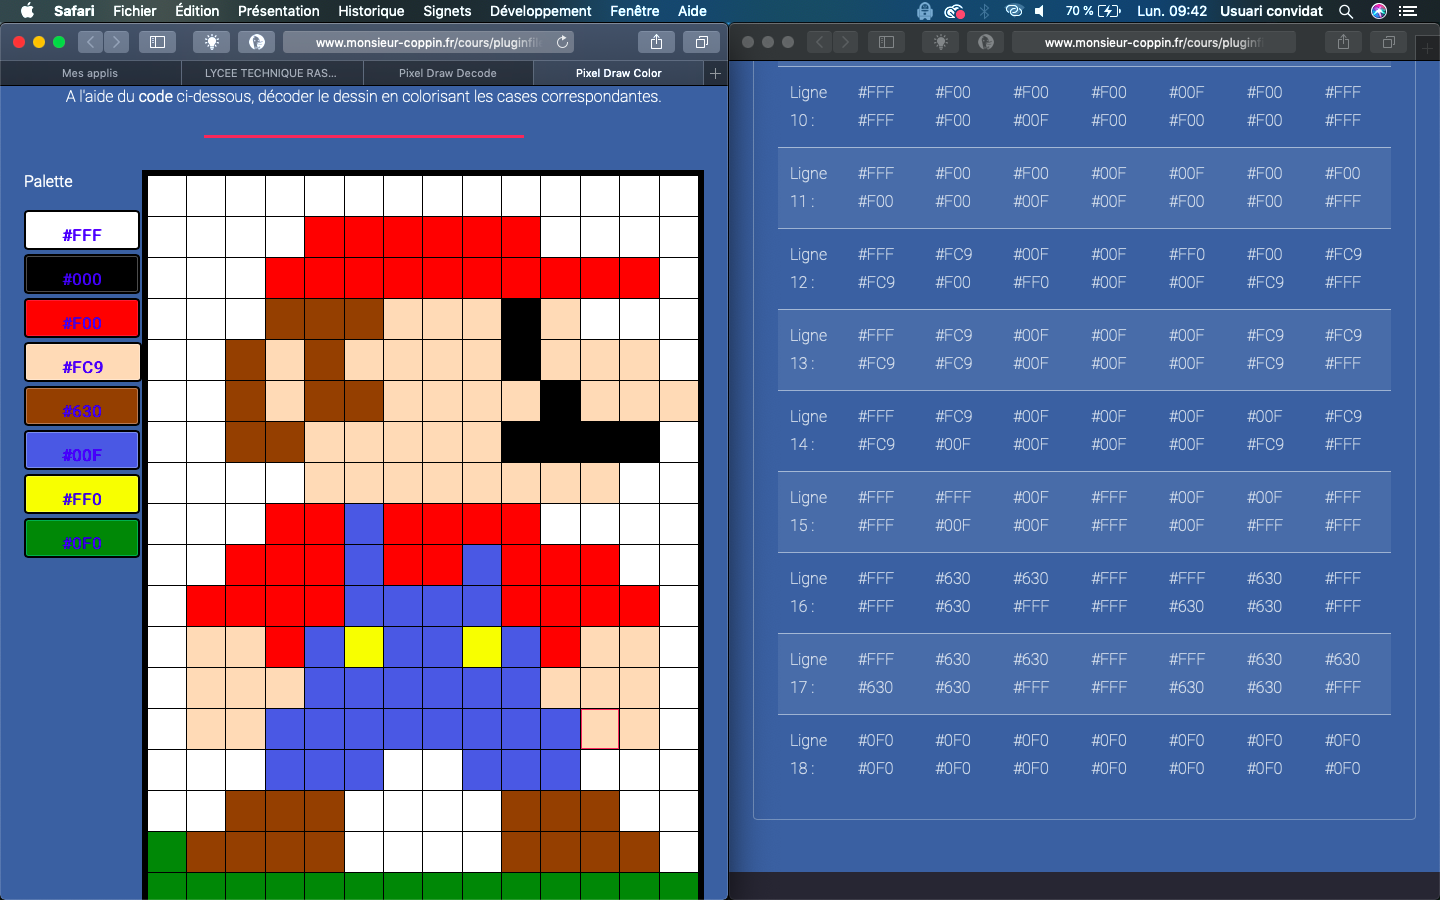 Safari Fichier Édition Présentation Historique Signets Développement Fenêtre Aide 70 % Lun. 09:42 Usuari convidat
www.monsieur-coppin.fr/cours/pluginfil
Mes applis LYCEE TECHNIQUE RAS... Pixel Draw Decode Pixel Draw Color +
A l'aide du code ci-dessous, décoder le dessin en colorisant les cases correspondantes.
Palette
#FFF
#000
#F00
#FC9
#630
#00F
#FF0
#0F0
www.monsieur-coppin.fr/cours/pluginf
Ligne #FFF #F00 #F00 #F00 #00F #F00 #FFF
10 : #FFF #F00 #00F #F00 #F00 #F00 #FFF
Ligne #FFF #F00 #F00 #00F #00F #F00 #F00
11 : #F00 #F00 #00F #00F #F00 #F00 #FFF
Ligne #FFF #FC9 #00F #00F #FF0 #F00 #FC9
12 : #FC9 #F00 #FF0 #00F #00F #FC9 #FFF
Ligne #FFF #FC9 #00F #00F #00F #FC9 #FC9
13 : #FC9 #FC9 #00F #00F #00F #FC9 #FFF
Ligne #FFF #FC9 #00F #00F #00F #00F #FC9
14 : #FC9 #00F #00F #00F #00F #FC9 #FFF
Ligne #FFF #FFF #00F #FFF #00F #00F #FFF
15 : #FFF #00F #00F #FFF #00F #FFF #FFF
Ligne #FFF #630 #630 #FFF #FFF #630 #FFF
16 : #FFF #630 #FFF #FFF #630 #630 #FFF
Ligne #FFF #630 #630 #FFF #FFF #630 #630
17 : #630 #630 #FFF #FFF #630 #630 #FFF
Ligne #0F0 #0F0 #0F0 #0F0 #0F0 #0F0 #0F0
18 : #0F0 #0F0 #0F0 #0F0 #0F0 #0F0 #0F0